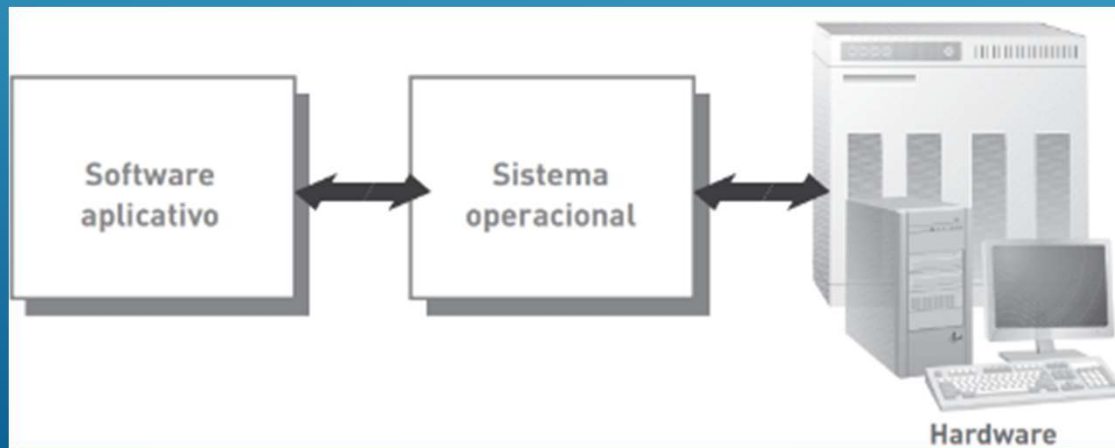 Software
aplicativo
Sistema
operacional
Hardware